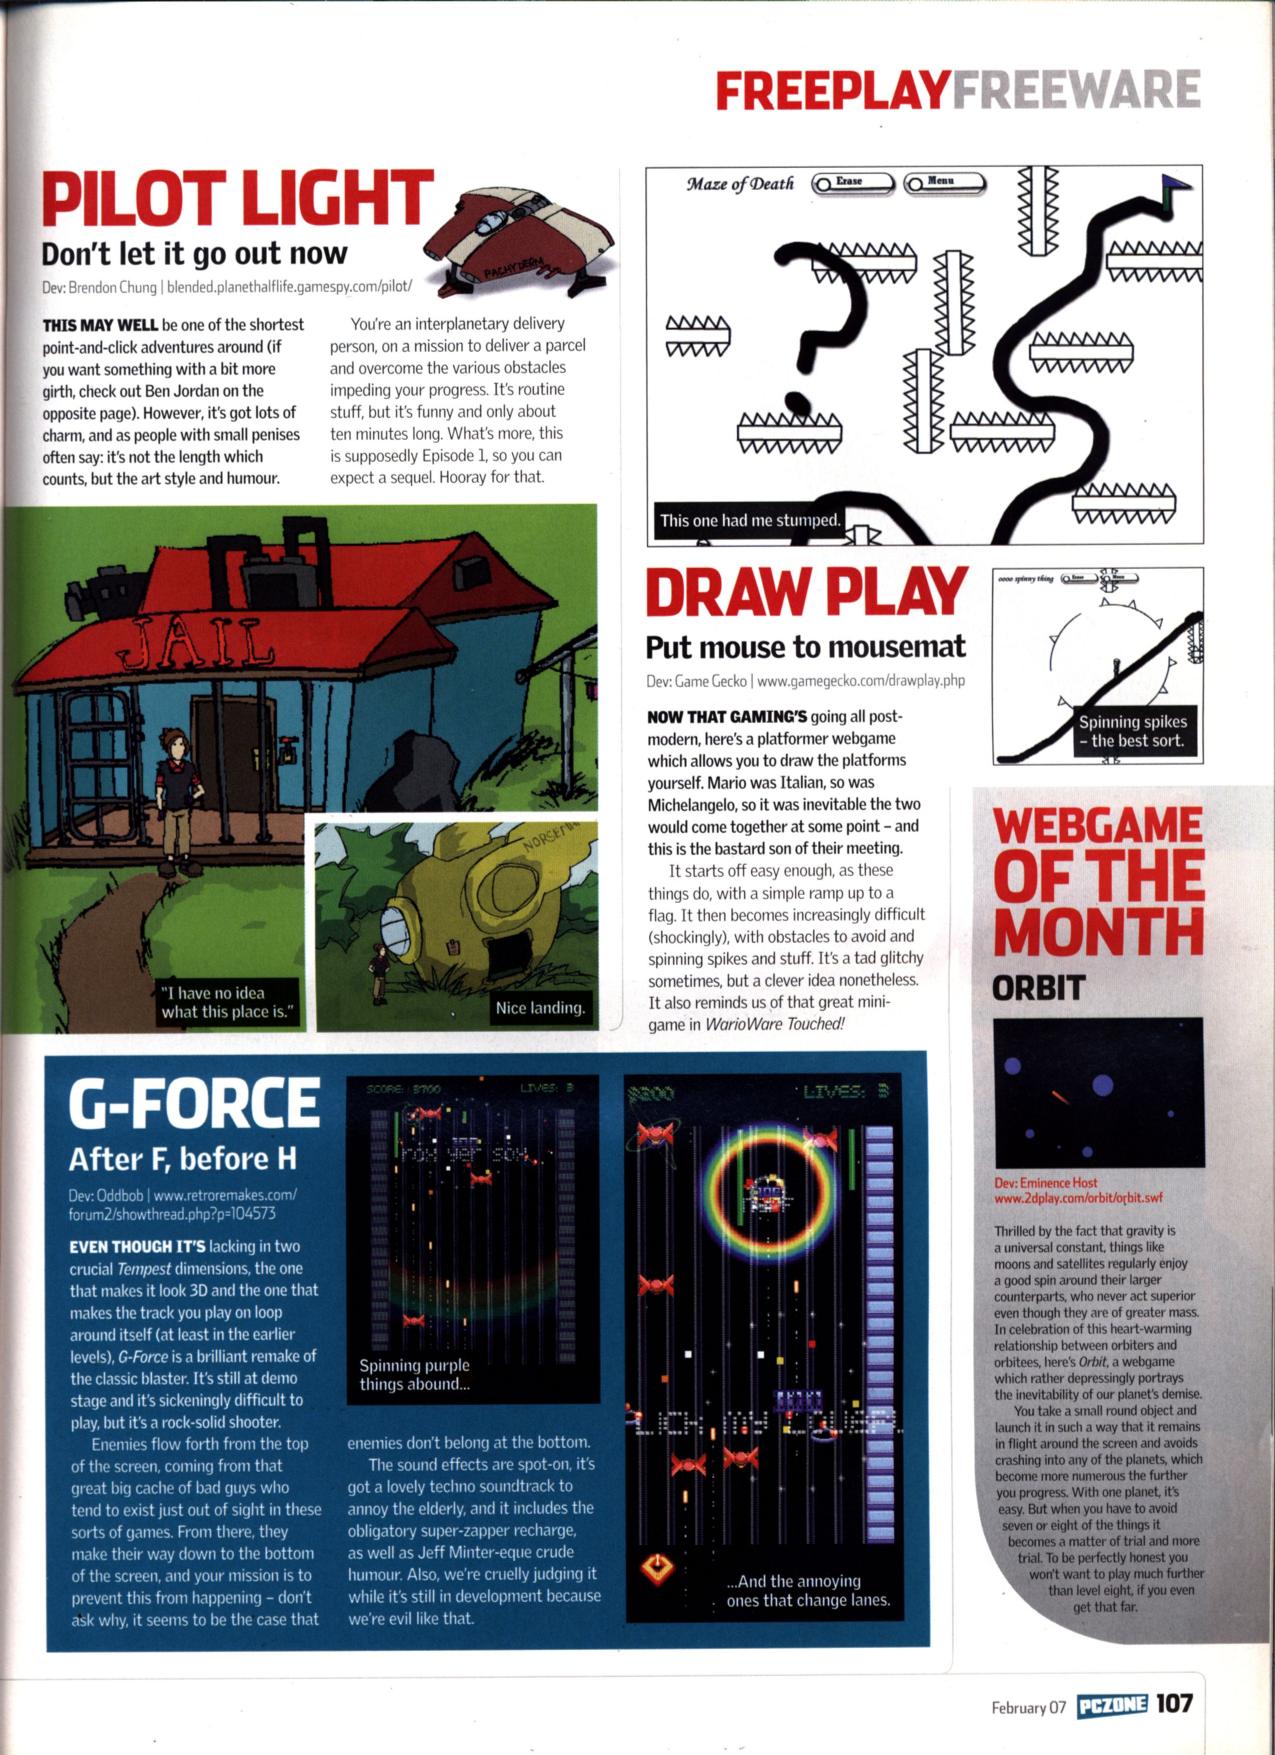 FREEPLAYFREEWARE
PILOT LIGHT
Don't let it go out now
Dev: Brendon Chung | blended.planethalflife.gamespy.com/pilot/
PACHYDERM
THIS MAY WELL be one of the shortest
point-and-click adventures around (if
you want something with a bit more
girth, check out Ben Jordan on the
opposite page). However, it's got lots of
charm, and as people with small penises
often say: it's not the length which
counts, but the art style and humour.
You're an interplanetary delivery
person, on a mission to deliver a parcel
and overcome the various obstacles
impeding your progress. It's routine
stuff, but it's funny and only about
ten minutes long. What's more, this
is supposedly Episode 1, so you can
expect a sequel. Hooray for that.
JAIL
"I have no idea
what this place is."
Nice landing.
Maze of Death
Erase
Menu
This one had me stumped.
DRAW PLAY
Put mouse to mousemat
Dev: Game Gecko | www.gamegecko.com/drawplay.php
NOW THAT GAMING'S going all post-
modern, here's a platformer webgame
which allows you to draw the platforms
yourself. Mario was Italian, so was
Michelangelo, so it was inevitable the two
would come together at some point – and
this is the bastard son of their meeting.
It starts off easy enough, as these
things do, with a simple ramp up to a
flag. It then becomes increasingly difficult
(shockingly), with obstacles to avoid and
spinning spikes and stuff. It's a tad glitchy
sometimes, but a clever idea nonetheless.
It also reminds us of that great mini-
game in WarioWare Touched!
oooo spinny thing
Erase
Menu
Spinning spikes
– the best sort.
WEBGAME
OF THE
MONTH
ORBIT
Dev: Eminence Host
www.2dplay.com/orbit/orbit.swf
Thrilled by the fact that gravity is
a universal constant, things like
moons and satellites regularly enjoy
a good spin around their larger
counterparts, who never act superior
even though they are of greater mass.
In celebration of this heart-warming
relationship between orbiters and
orbitees, here's Orbit, a webgame
which rather depressingly portrays
the inevitability of our planet's demise.
You take a small round object and
launch it in such a way that it remains
in flight around the screen and avoids
crashing into any of the planets, which
become more numerous the further
you progress. With one planet, it's
easy. But when you have to avoid
seven or eight of the things it
becomes a matter of trial and more
trial. To be perfectly honest you
won't want to play much further
than level eight, if you even
get that far.
G-FORCE
After F, before H
Dev: Oddbob | www.retroremakes.com/
forum2/showthread.php?p=104573
EVEN THOUGH IT'S lacking in two
crucial Tempest dimensions, the one
that makes it look 3D and the one that
makes the track you play on loop
around itself (at least in the earlier
levels), G-Force is a brilliant remake of
the classic blaster. It's still at demo
stage and it's sickeningly difficult to
play, but it's a rock-solid shooter.
Enemies flow forth from the top
of the screen, coming from that
great big cache of bad guys who
tend to exist just out of sight in these
sorts of games. From there, they
make their way down to the bottom
of the screen, and your mission is to
prevent this from happening – don't
ask why, it seems to be the case that
enemies don't belong at the bottom.
The sound effects are spot-on, it's
got a lovely techno soundtrack to
annoy the elderly, and it includes the
obligatory super-zapper recharge,
as well as Jeff Minter-eque crude
humour. Also, we're cruelly judging it
while it's still in development because
we're evil like that.
LIVES: 3
Spinning purple
things abound...
LIVES: 3
...And the annoying
ones that change lanes.
February 07 PCZONE 107